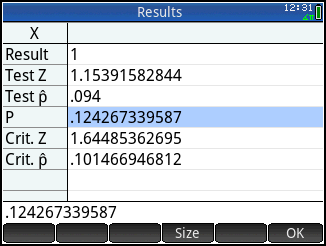 Results 12:31
X
Result 1
Test Z 1.15391582844
Test p̂ .094
P .124267339587
Crit. Z 1.64485362695
Crit. p̂ .101466946812
.124267339587
Size OK